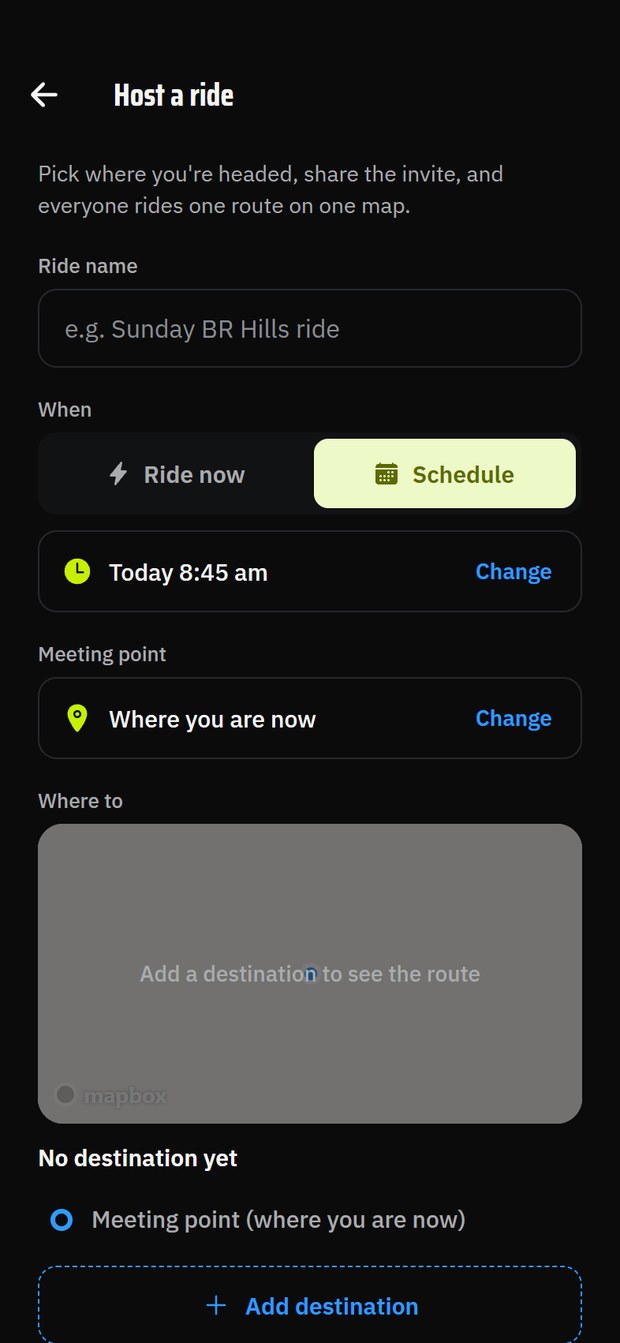 Host a ride
Pick where you're headed, share the invite, and
everyone rides one route on one map.
Ride name
e.g. Sunday BR Hills ride
When
Ride now
Schedule
Today 8:45 am
Change
Meeting point
Where you are now
Change
Where to
Add a destination to see the route
mapbox
No destination yet
Meeting point (where you are now)
+ Add destination